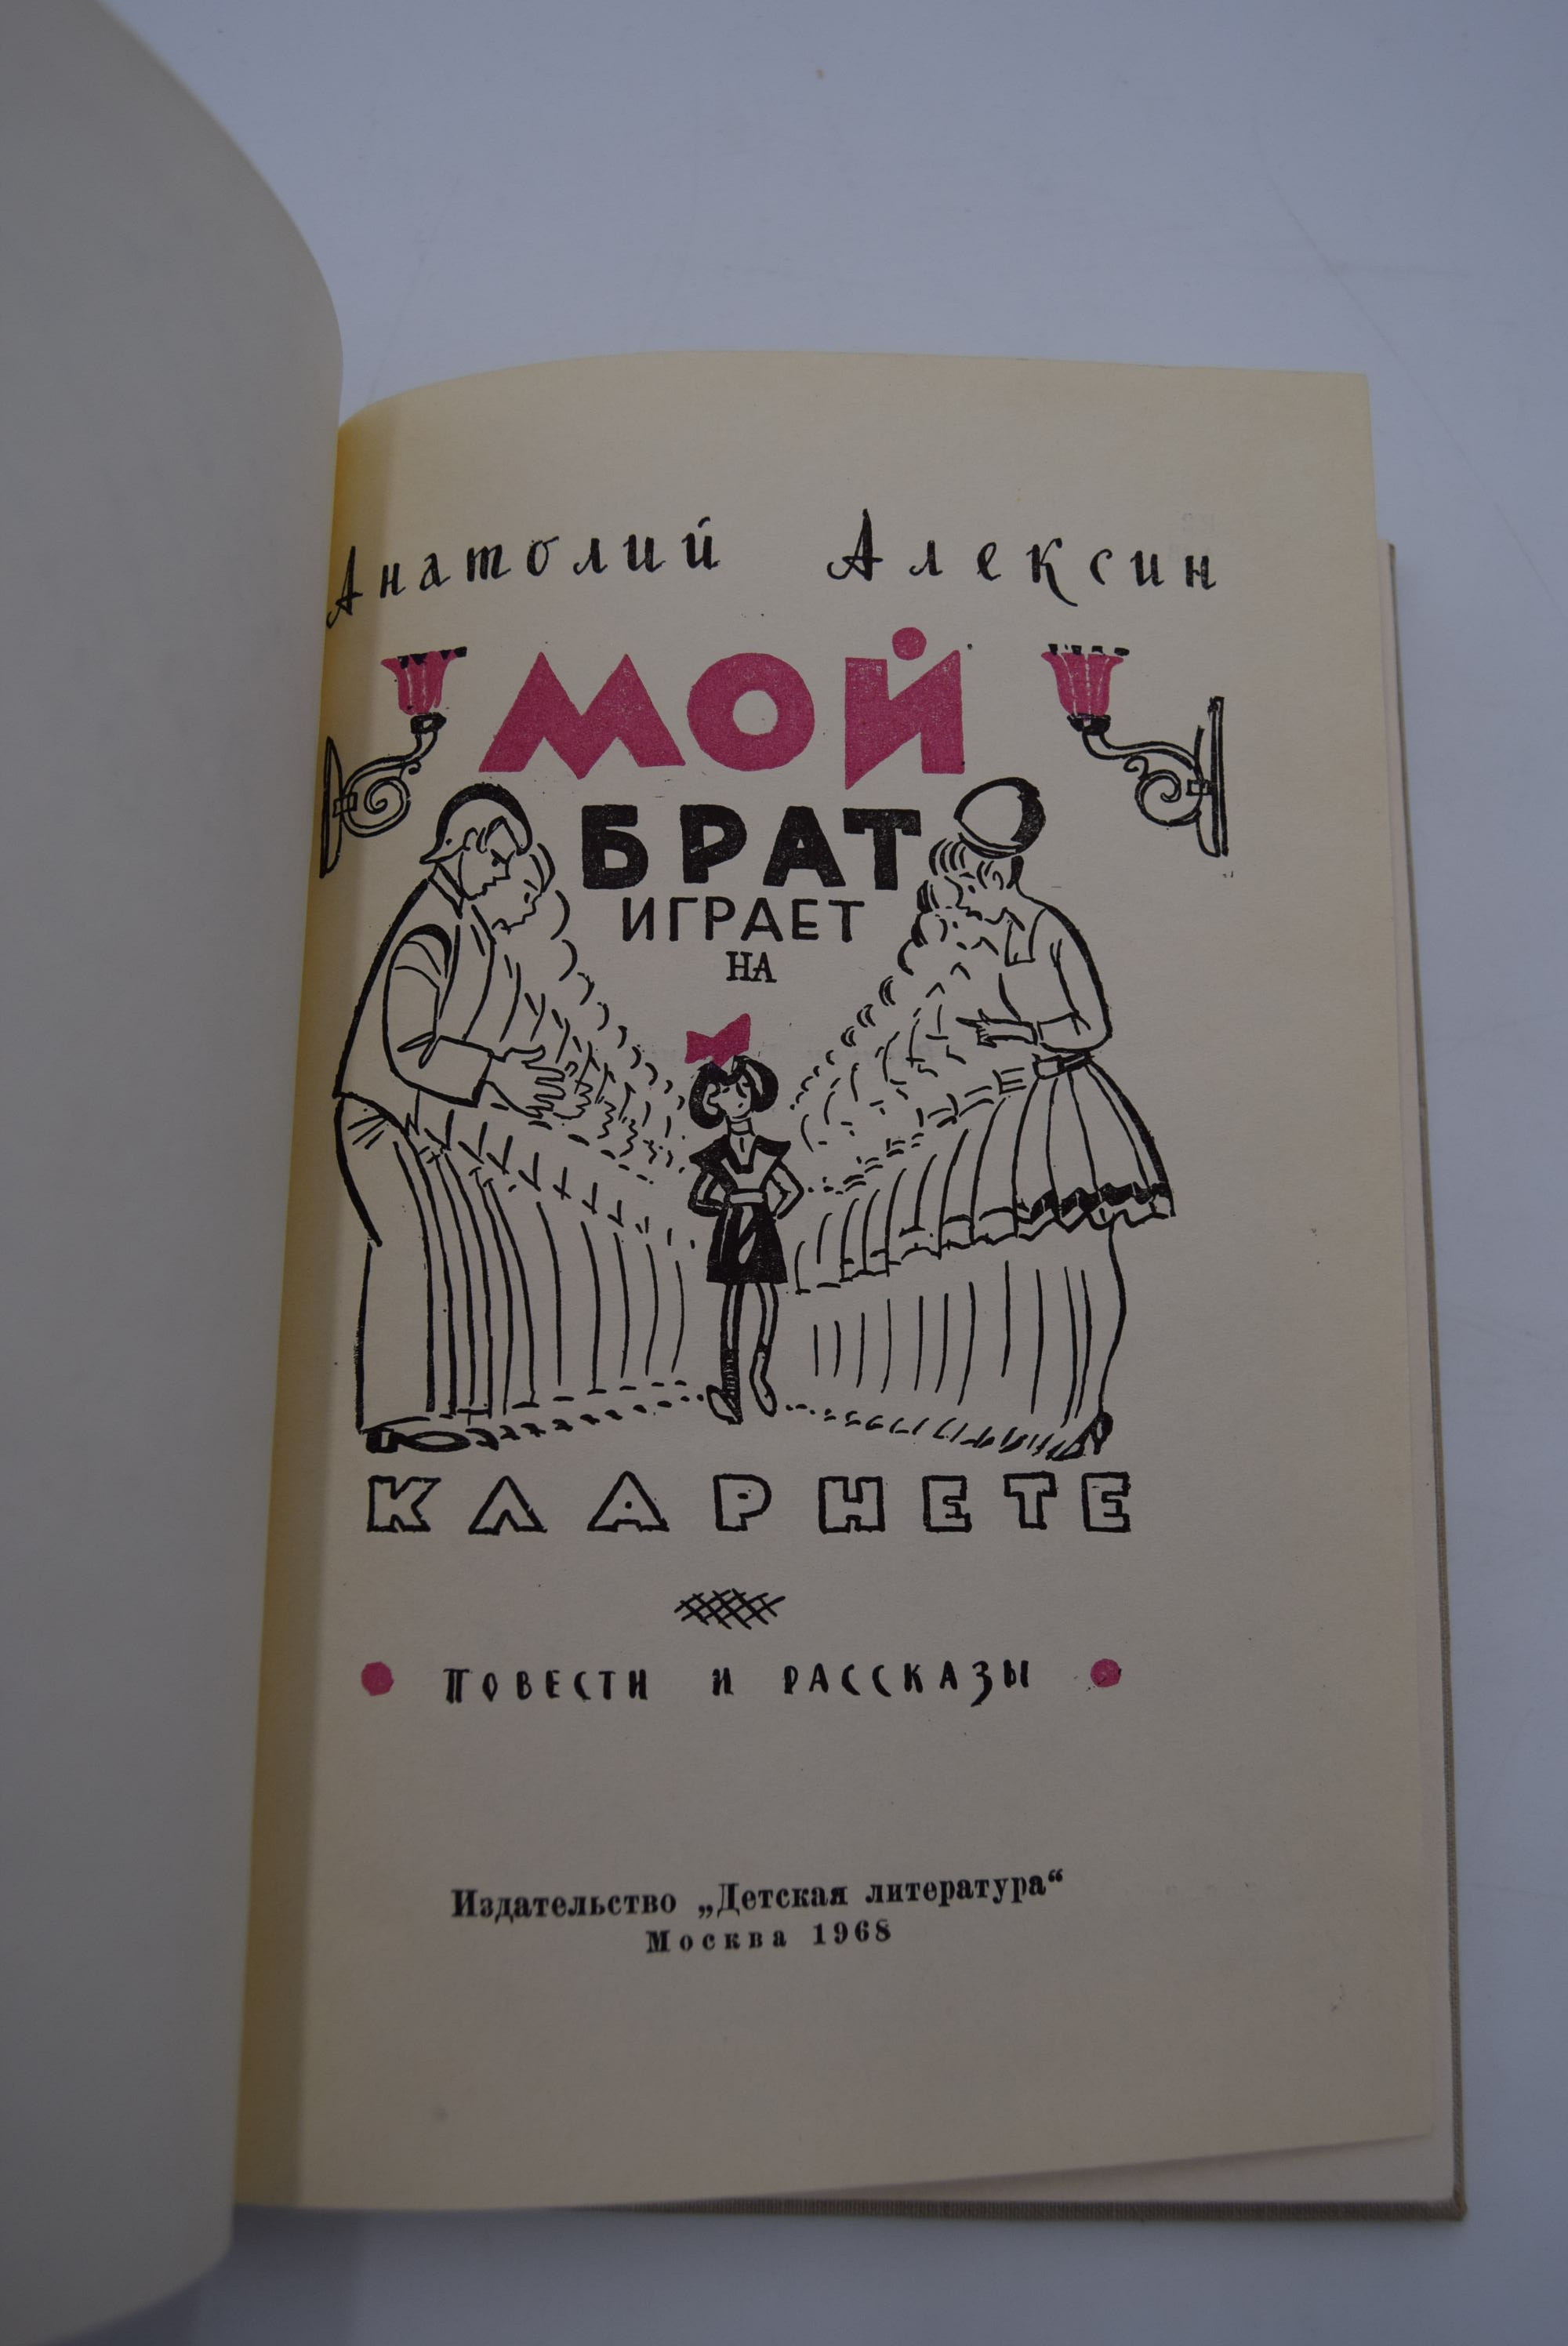 Анатолий Алексин
МОЙ
БРАТ
ИГРАЕТ
НА
КЛАРНЕТЕ
ПОВЕСТИ И РАССКАЗЫ
Издательство „Детская литература“
Москва 1968